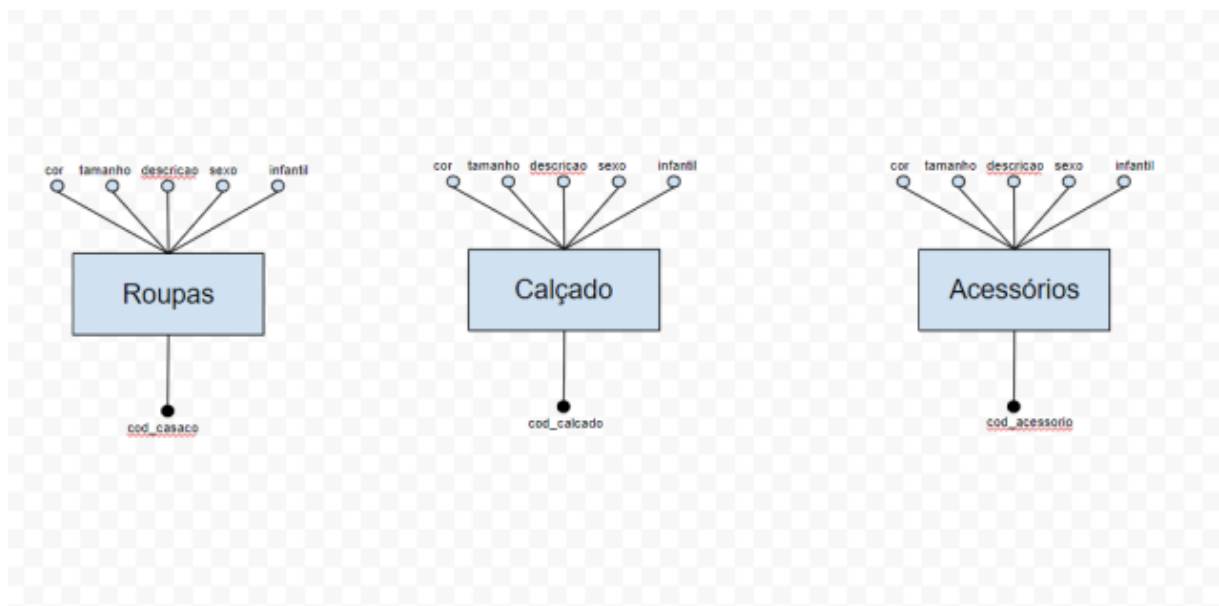 cor tamanho descricao sexo infantil
Roupas
cod_casaco
cor tamanho descricao sexo infantil
Calçado
cod_calcado
cor tamanho descricao sexo infantil
Acessórios
cod_acessorio